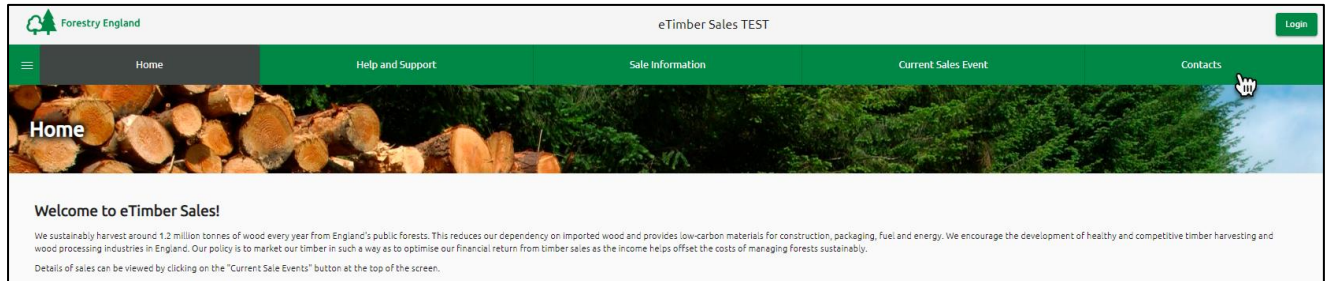 Forestry England
eTimber Sales TEST
Login
Home
Help and Support
Sale Information
Current Sales Event
Contacts
Home
Welcome to eTimber Sales!
We sustainably harvest around 1.2 million tonnes of wood every year from England's public forests. This reduces our dependency on imported wood and provides low-carbon materials for construction, packaging, fuel and energy. We encourage the development of healthy and competitive timber harvesting and
wood processing industries in England. Our policy is to market our timber in such a way as to optimise our financial return from timber sales as the income helps offset the costs of managing forests sustainably.
Details of sales can be viewed by clicking on the "Current Sale Events" button at the top of the screen.